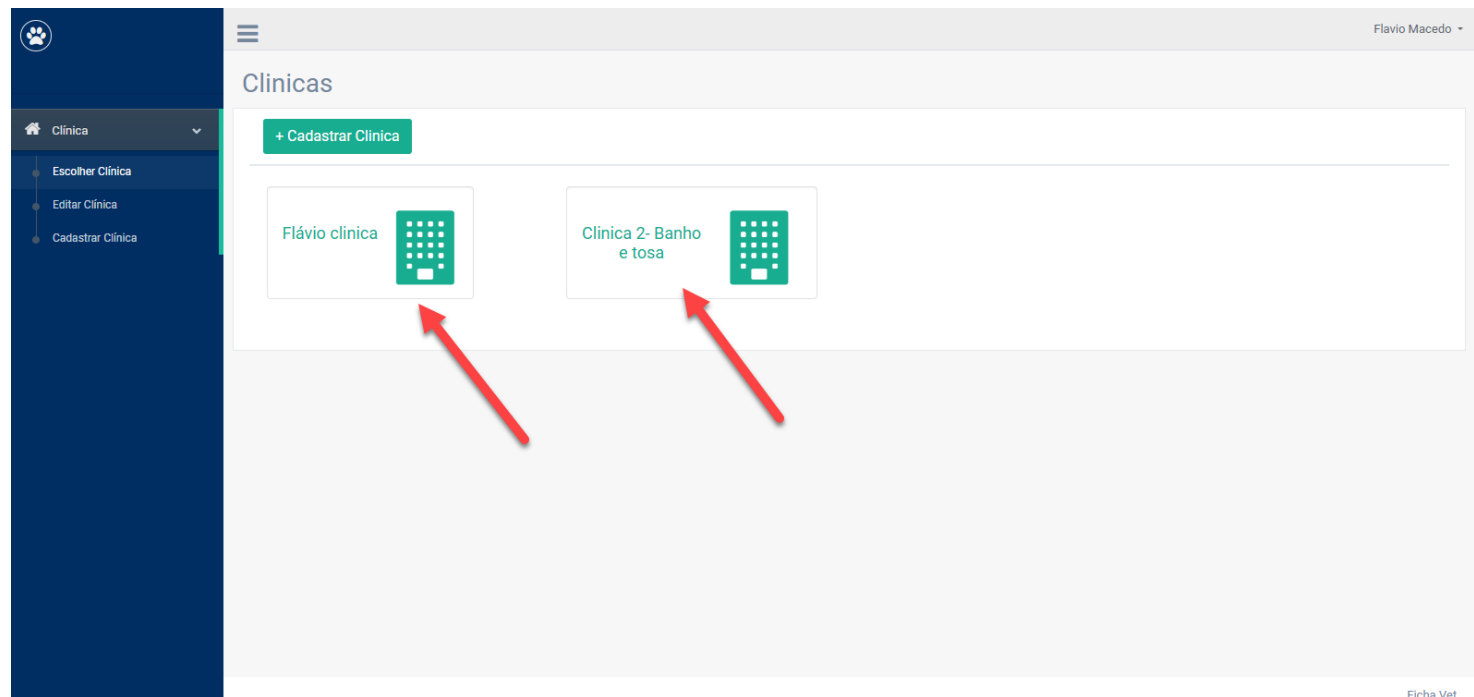 Flavio Macedo
Clinicas
Clínica
Escolher Clínica
Editar Clínica
Cadastrar Clínica
+ Cadastrar Clinica
Flávio clinica
Clinica 2- Banho
e tosa
Ficha Vet